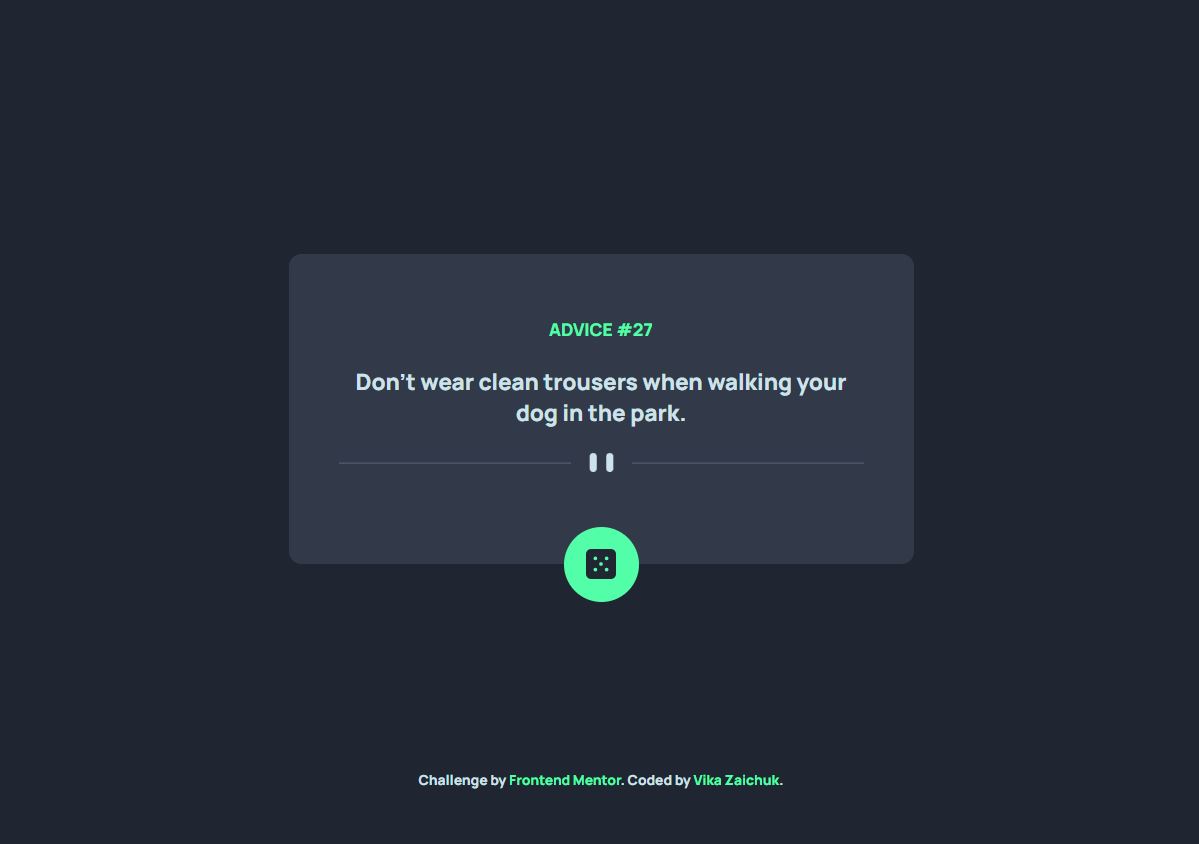 ADVICE #27
Don't wear clean trousers when walking your
dog in the park.
Challenge by Frontend Mentor. Coded by Vika Zaichuk.